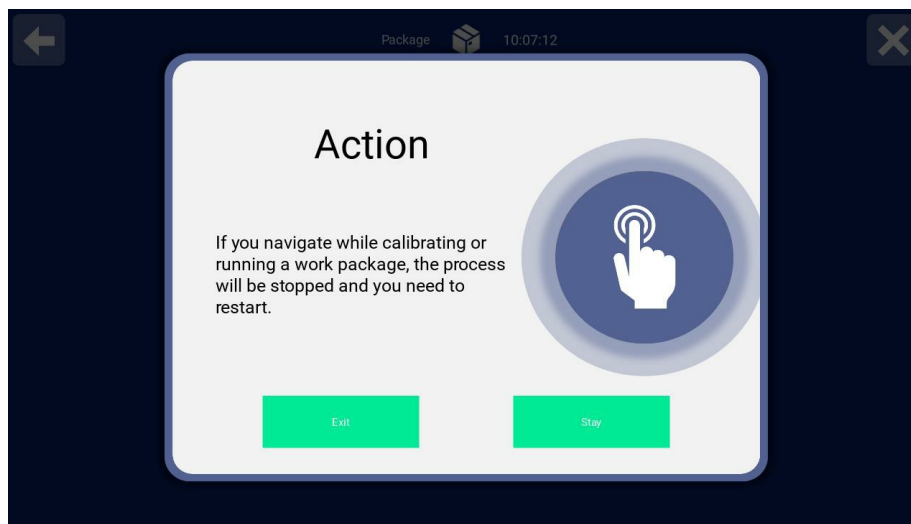 Package 10:07:12
Action
If you navigate while calibrating or
running a work package, the process
will be stopped and you need to
restart.
Exit Stay